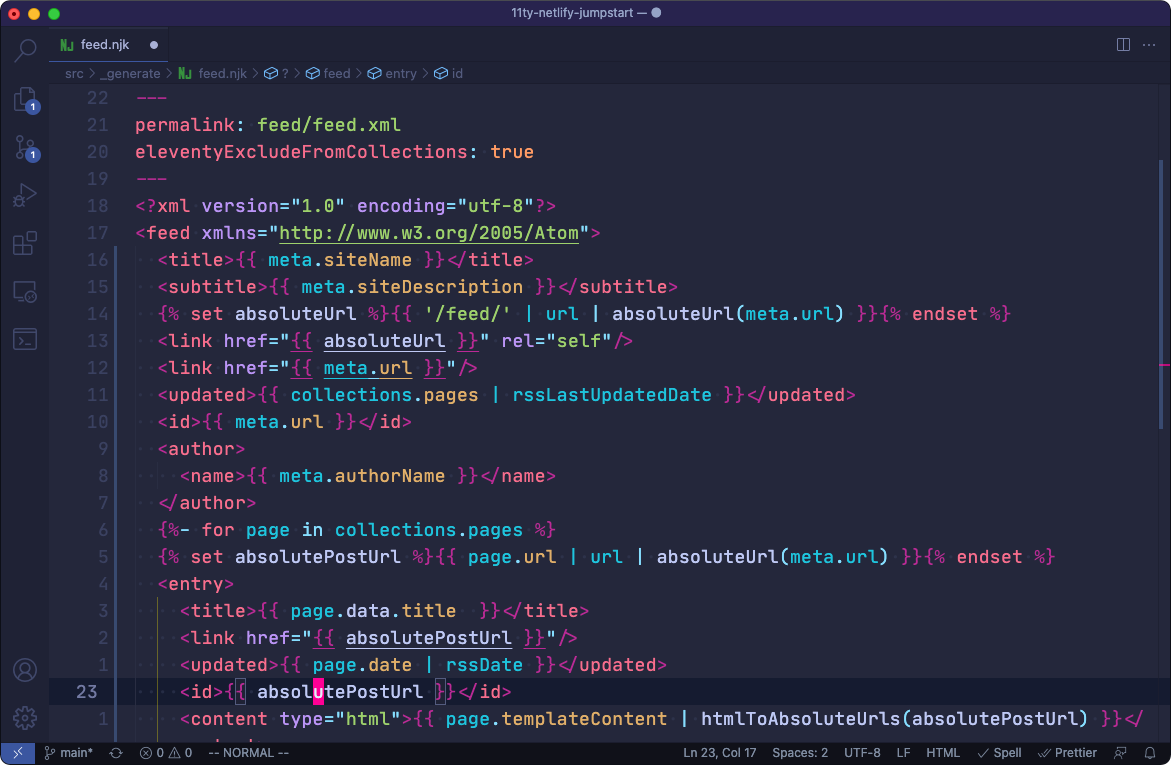 11ty-netlify-jumpstart — ●
feed.njk ●
src > _generate > feed.njk > ? > feed > entry > id
22 ---
21 permalink: feed/feed.xml
20 eleventyExcludeFromCollections: true
19 ---
18 <?xml version="1.0" encoding="utf-8"?>
17 <feed xmlns="http://www.w3.org/2005/Atom">
16 <title>{{ meta.siteName }}</title>
15 <subtitle>{{ meta.siteDescription }}</subtitle>
14 {% set absoluteUrl %}{{ '/feed/' | url | absoluteUrl(meta.url) }}{% endset %}
13 <link href="{{ absoluteUrl }}" rel="self"/>
12 <link href="{{ meta.url }}"/>
11 <updated>{{ collections.pages | rssLastUpdatedDate }}</updated>
10 <id>{{ meta.url }}</id>
9 <author>
8 <name>{{ meta.authorName }}</name>
7 </author>
6 {%- for page in collections.pages %}
5 {% set absolutePostUrl %}{{ page.url | url | absoluteUrl(meta.url) }}{% endset %}
4 <entry>
3 <title>{{ page.data.title  }}</title>
2 <link href="{{ absolutePostUrl }}"/>
1 <updated>{{ page.date | rssDate }}</updated>
23 <id>{{ absolutePostUrl }}</id>
1 <content type="html">{{ page.templateContent | htmlToAbsoluteUrls(absolutePostUrl) }}</
1
1
main* 0 0 -- NORMAL -- Ln 23, Col 17 Spaces: 2 UTF-8 LF HTML Spell Prettier